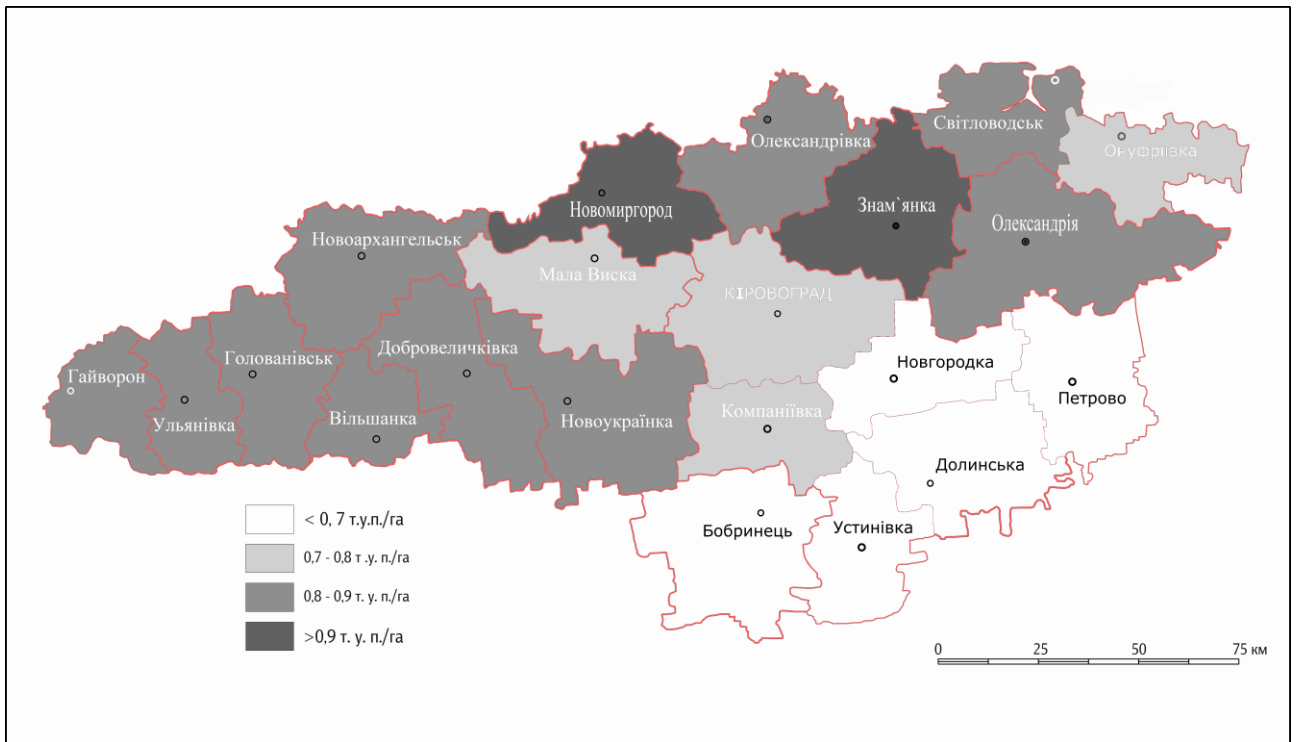 Світловодськ
Олександрівка
Онуфріївка
Новомиргород
Знам`янка
Олександрія
Новоархангельськ
Мала Виска
КІРОВОГРАД
Добровеличківка
Голованівськ
Новгородка
Гайворон
Петрово
Ульянівка
Вільшанка
Новоукраїнка
Компаніївка
Долинська
Бобринець
Устинівка
< 0, 7 т.у.п./га
0,7 - 0,8 т .у. п./га
0,8 - 0,9 т. у. п./га
>0,9 т. у. п./га
0 25 50 75 км